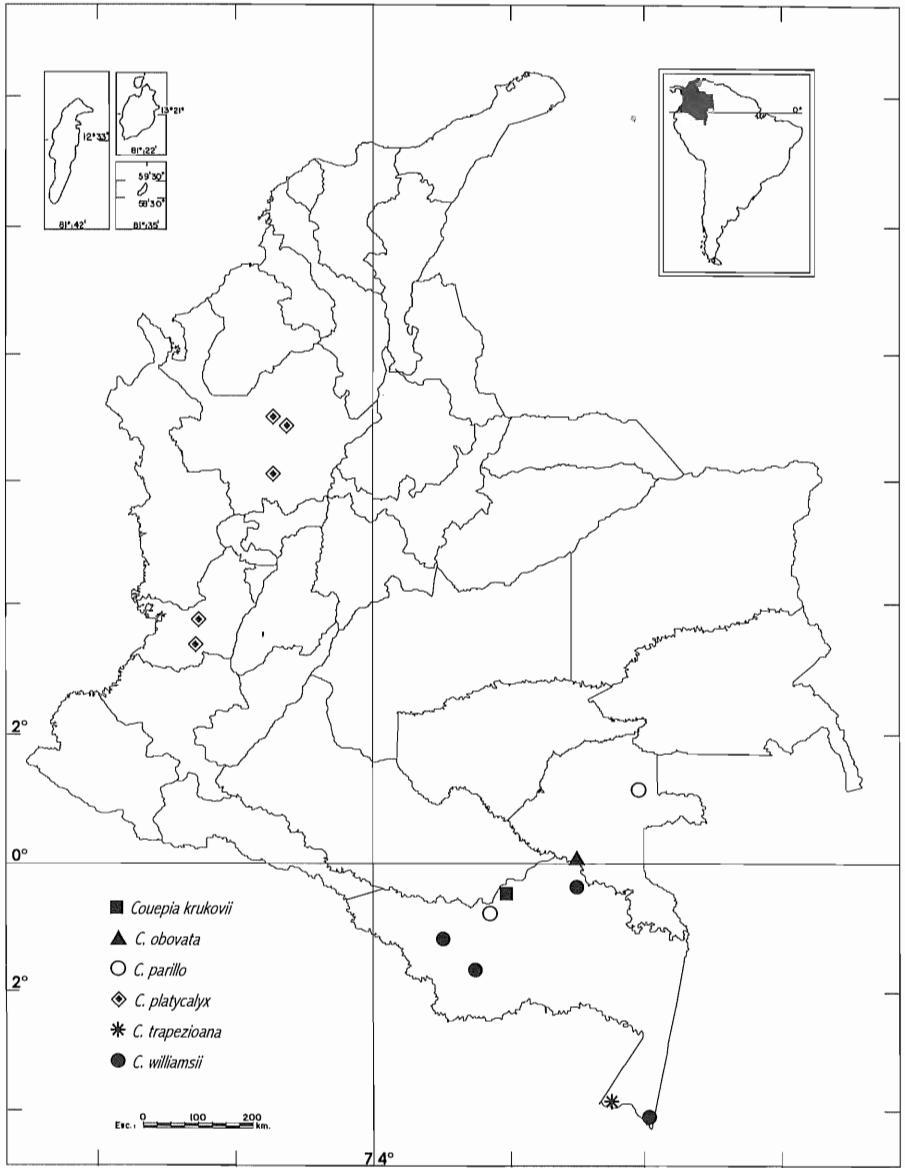 13°21'
12°33'
81°22'
59'30"
58'30"
81°42'
81°35'
0°
2°
0°
Couepia krukovii
C. obovata
C. parillo
C. platycalyx
C. trapezioana
C. williamsii
2°
Esc.: 0 100 200 km.
74°